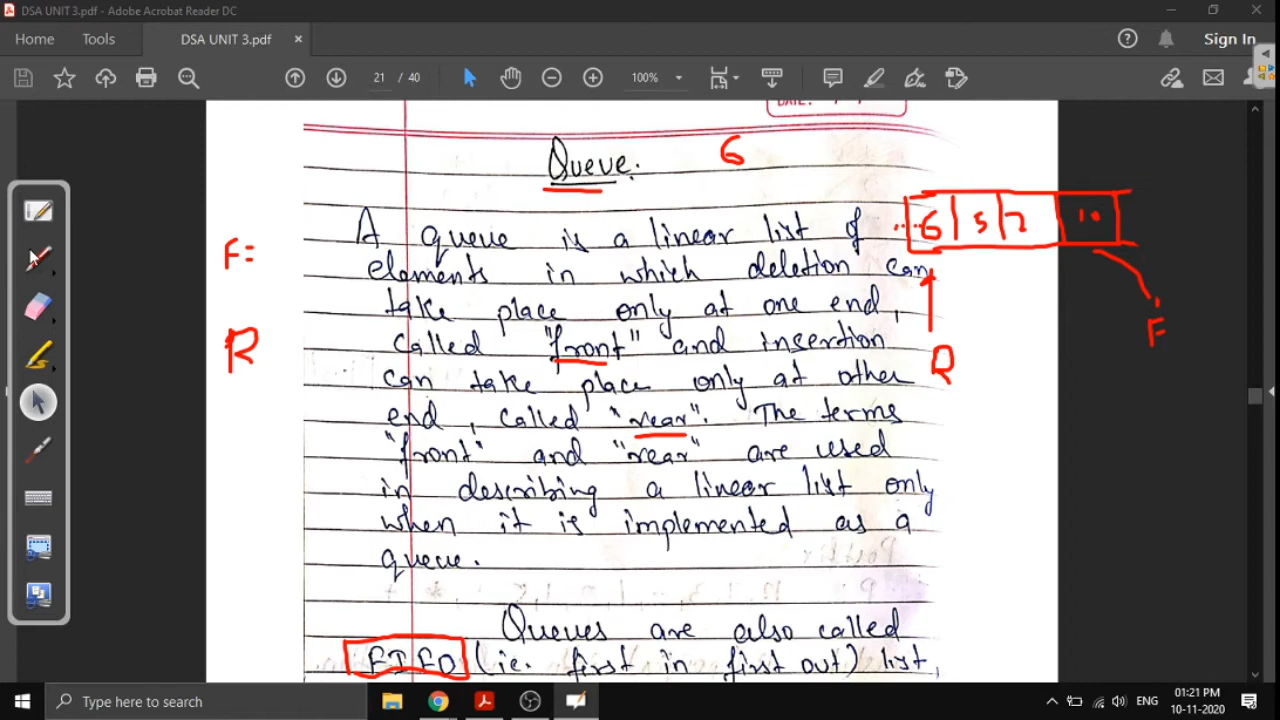 DSA UNIT 3.pdf - Adobe Acrobat Reader DC
Home Tools DSA UNIT 3.pdf × Sign In
21 / 40 100%
DATE:
Queue. 6
6 5 7 10
A queue is a linear list of
F:
elements in which deletion can
take place only at one end,
F
called "front" and insertion
R
can take place only at other
R
end, called "rear". The terms
"front" and "rear" are used
in describing a linear list only
when it is implemented as a
queue.
Queues are also called
FIFO (ie. first in first out) list,
Type here to search
ENG
01:21 PM
10-11-2020